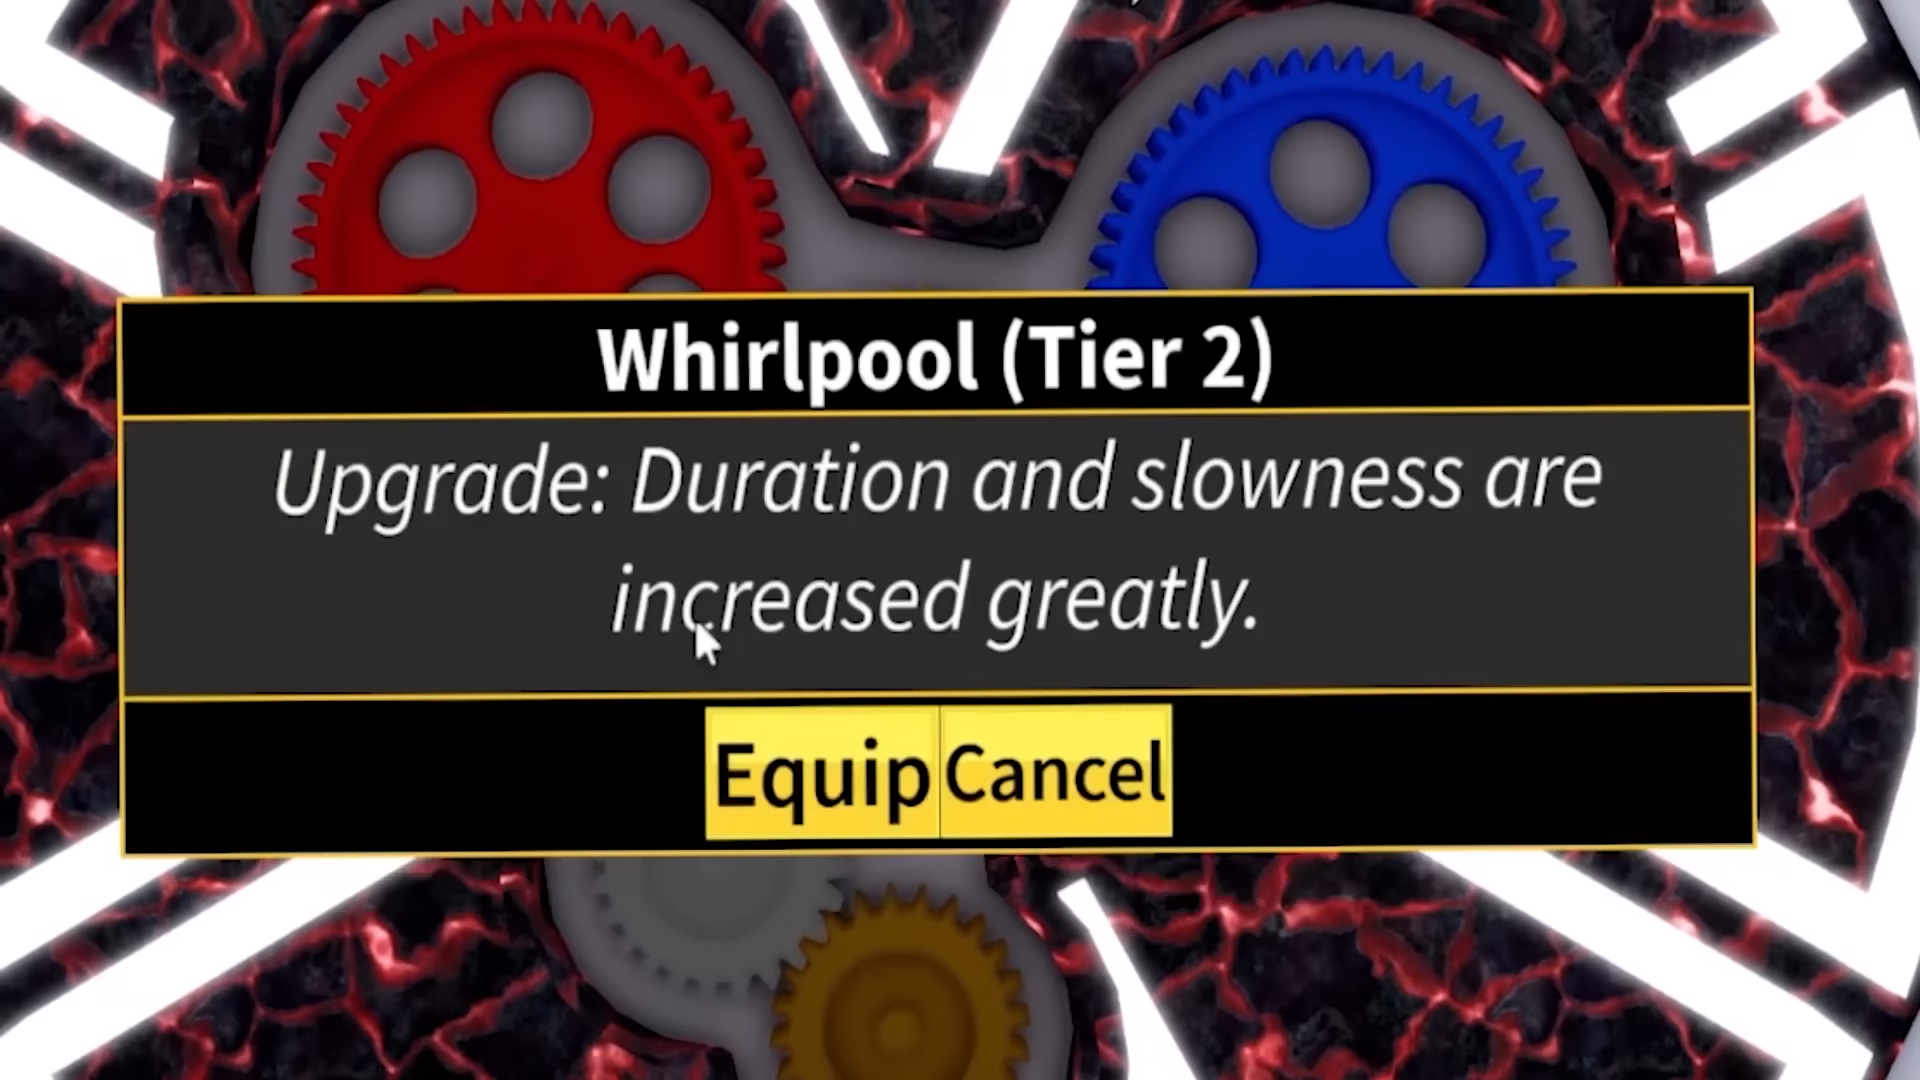 Whirlpool (Tier 2)
Upgrade: Duration and slowness are
increased greatly.
Equip Cancel